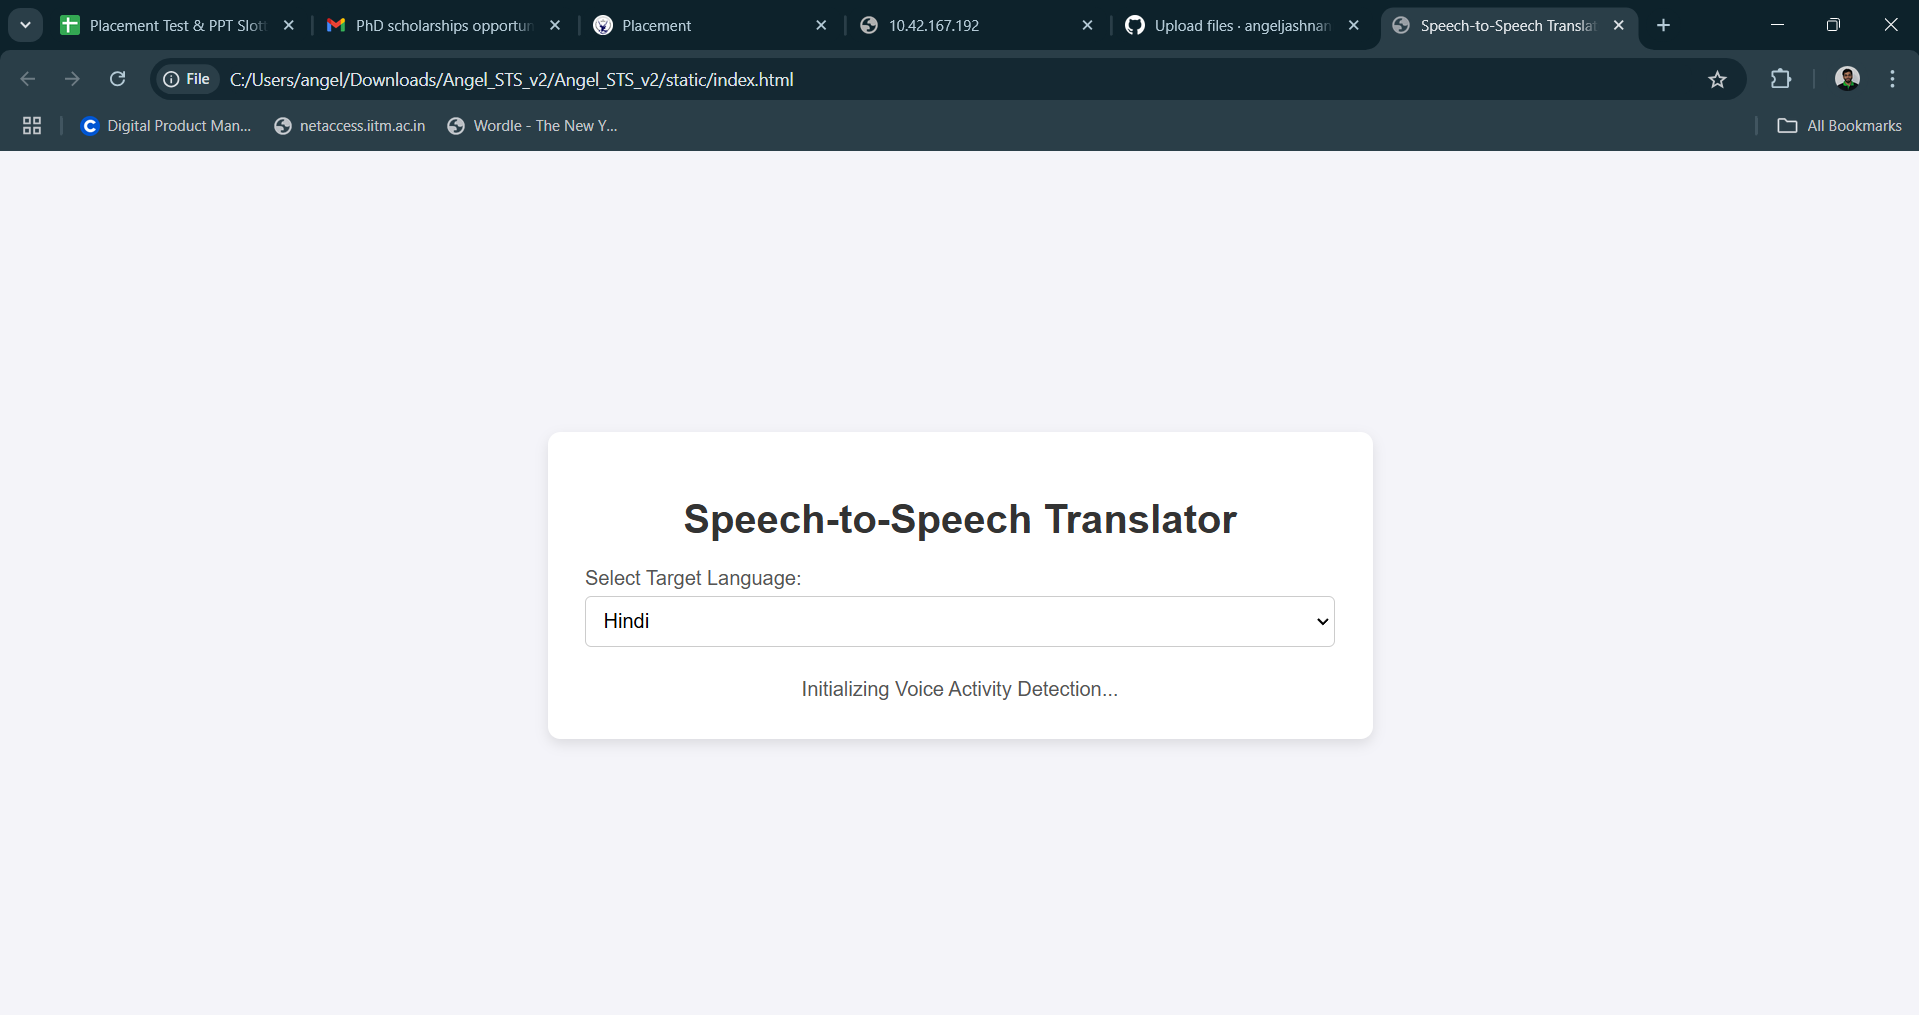 Placement Test & PPT Slott
PhD scholarships opportun
Placement
10.42.167.192
Upload files · angeljashnan
Speech-to-Speech Translat
File
C:/Users/angel/Downloads/Angel_STS_v2/Angel_STS_v2/static/index.html
Digital Product Man...
netaccess.iitm.ac.in
Wordle - The New Y...
All Bookmarks
Speech-to-Speech Translator
Select Target Language:
Hindi
Initializing Voice Activity Detection...